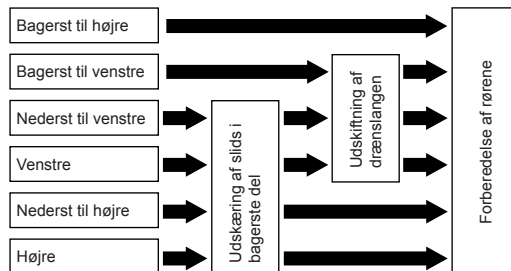 Bagerst til højre
Bagerst til venstre
Nederst til venstre
Venstre
Nederst til højre
Højre
Udskæring af slids i
bagerste del
Udskiftning af
drænslangen
Forberedelse af rørene